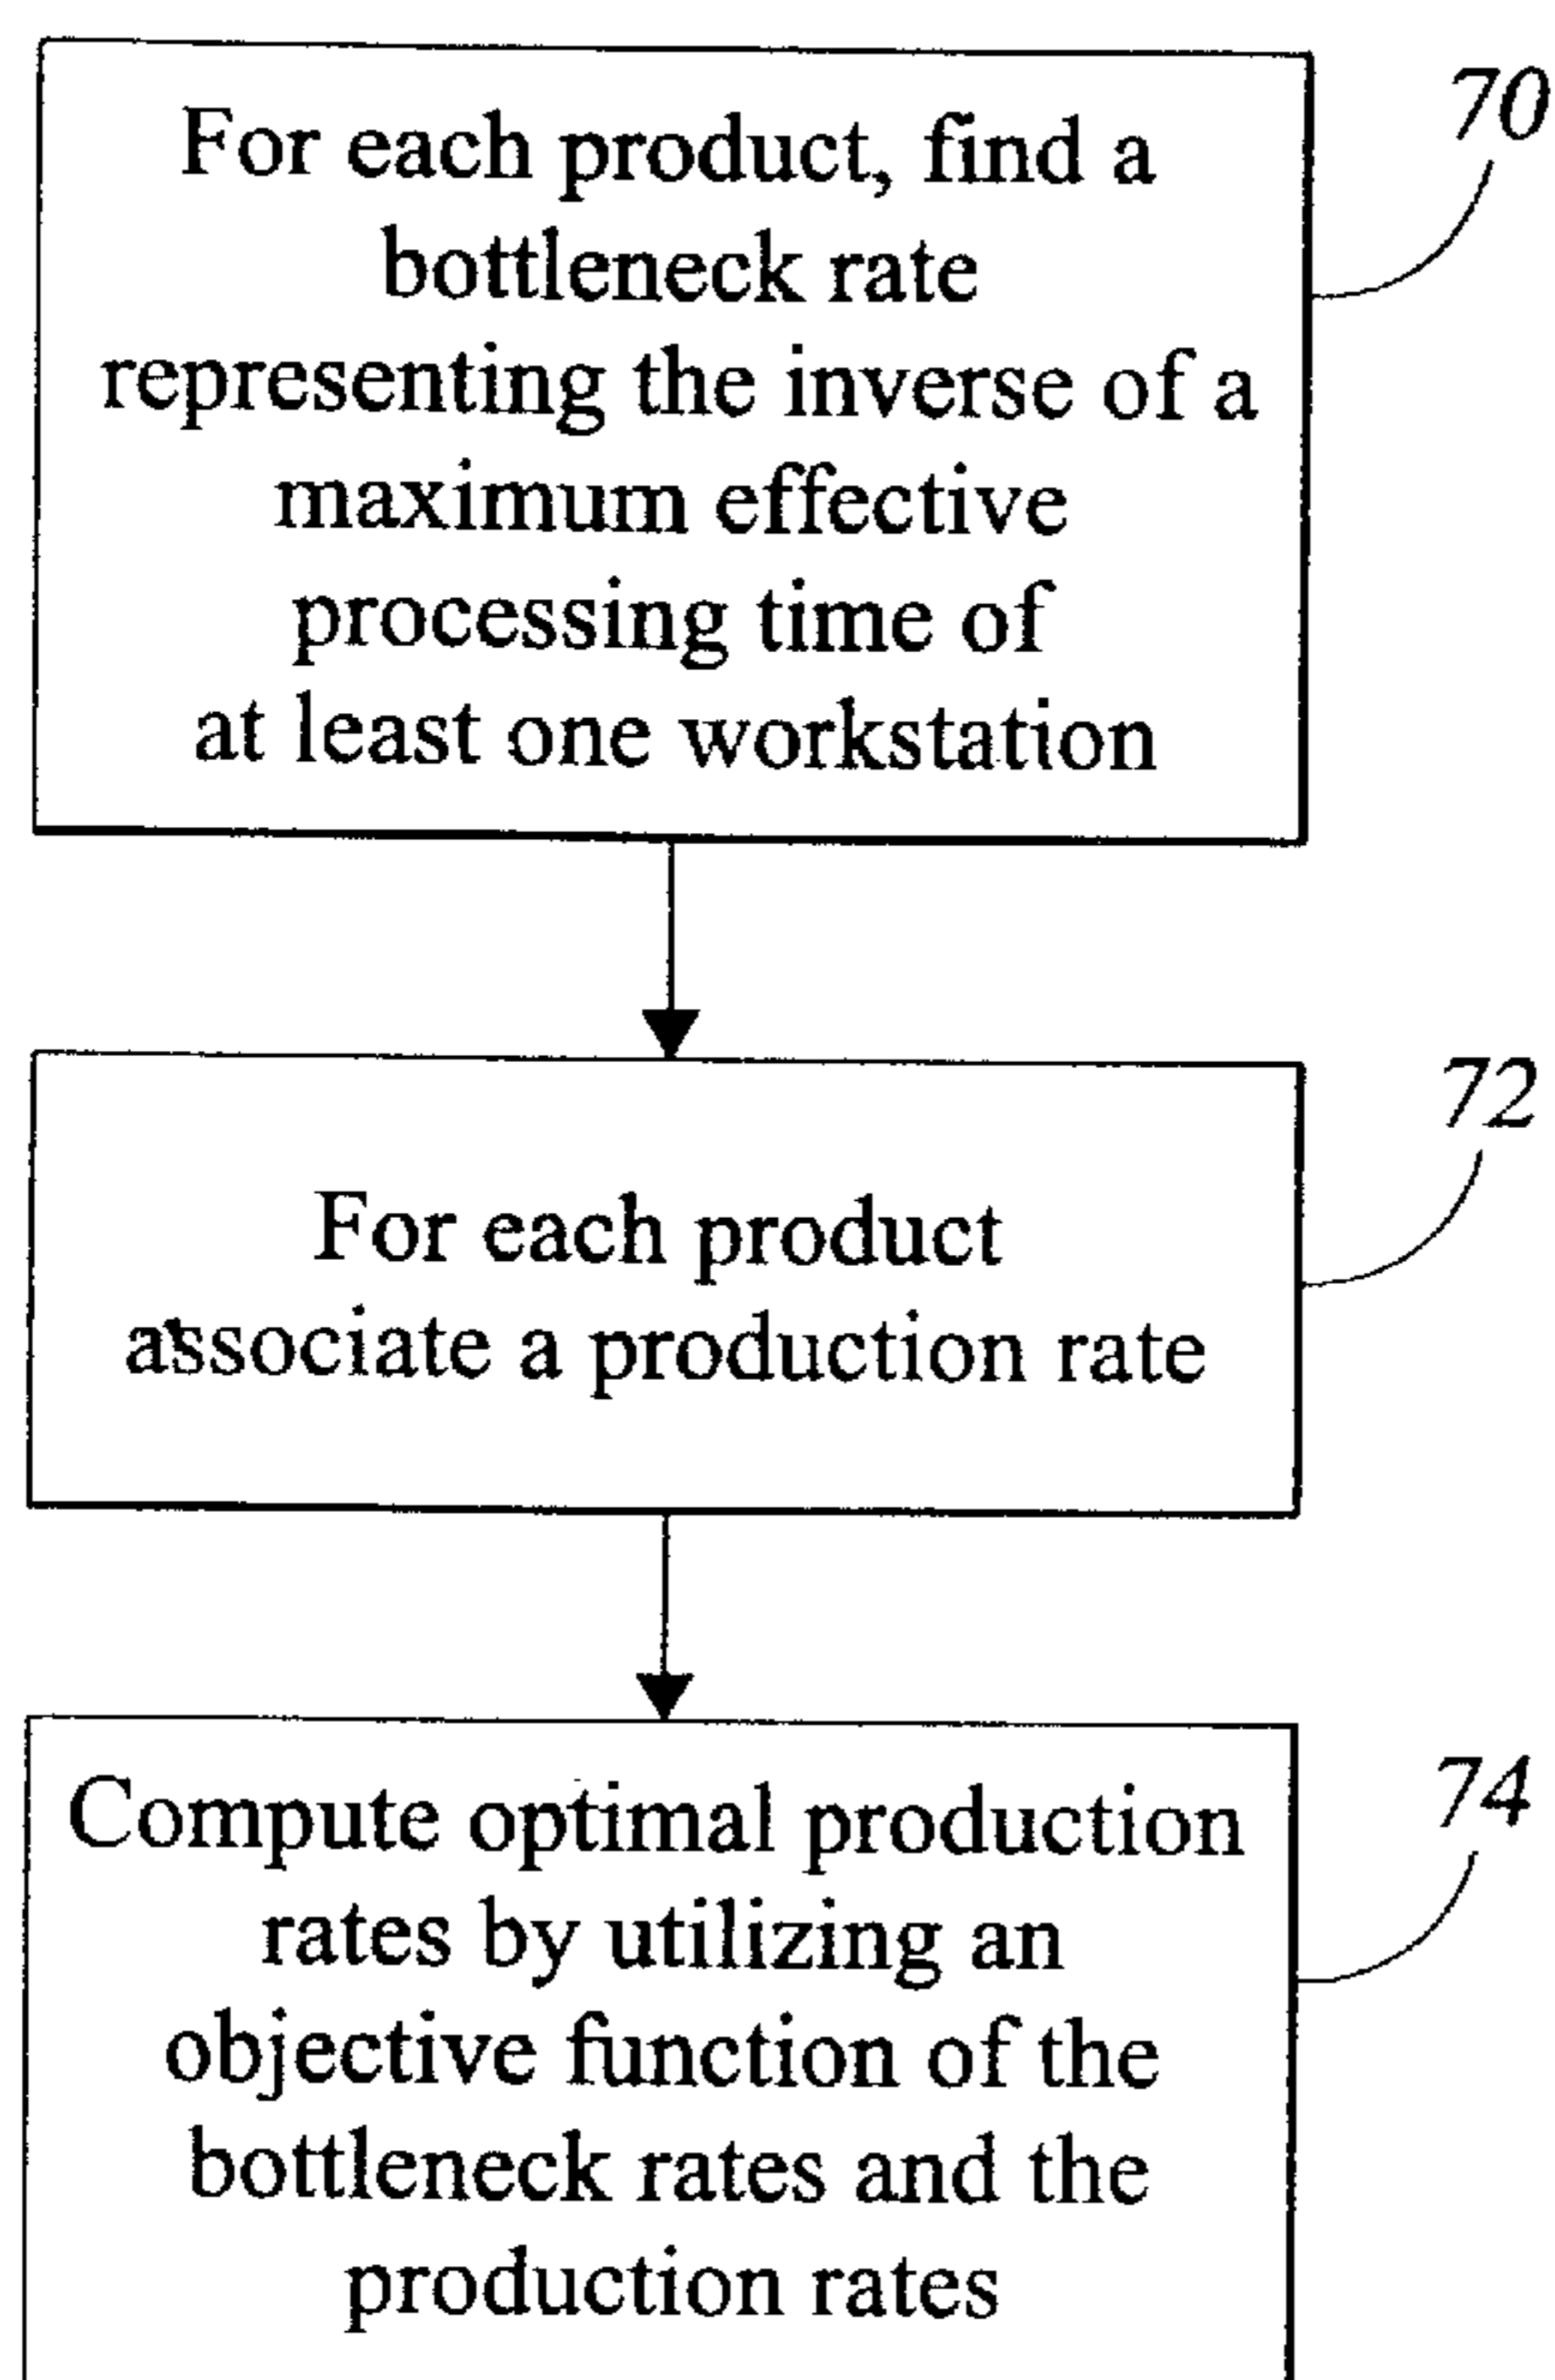 For each product, find a
70
bottleneck rate
representing the inverse of a
maximum effective
processing time of
at least one workstation
72
For each product
associate a production rate
74
Compute optimal production
rates by utilizing an
objective function of the
bottleneck rates and the
production rates